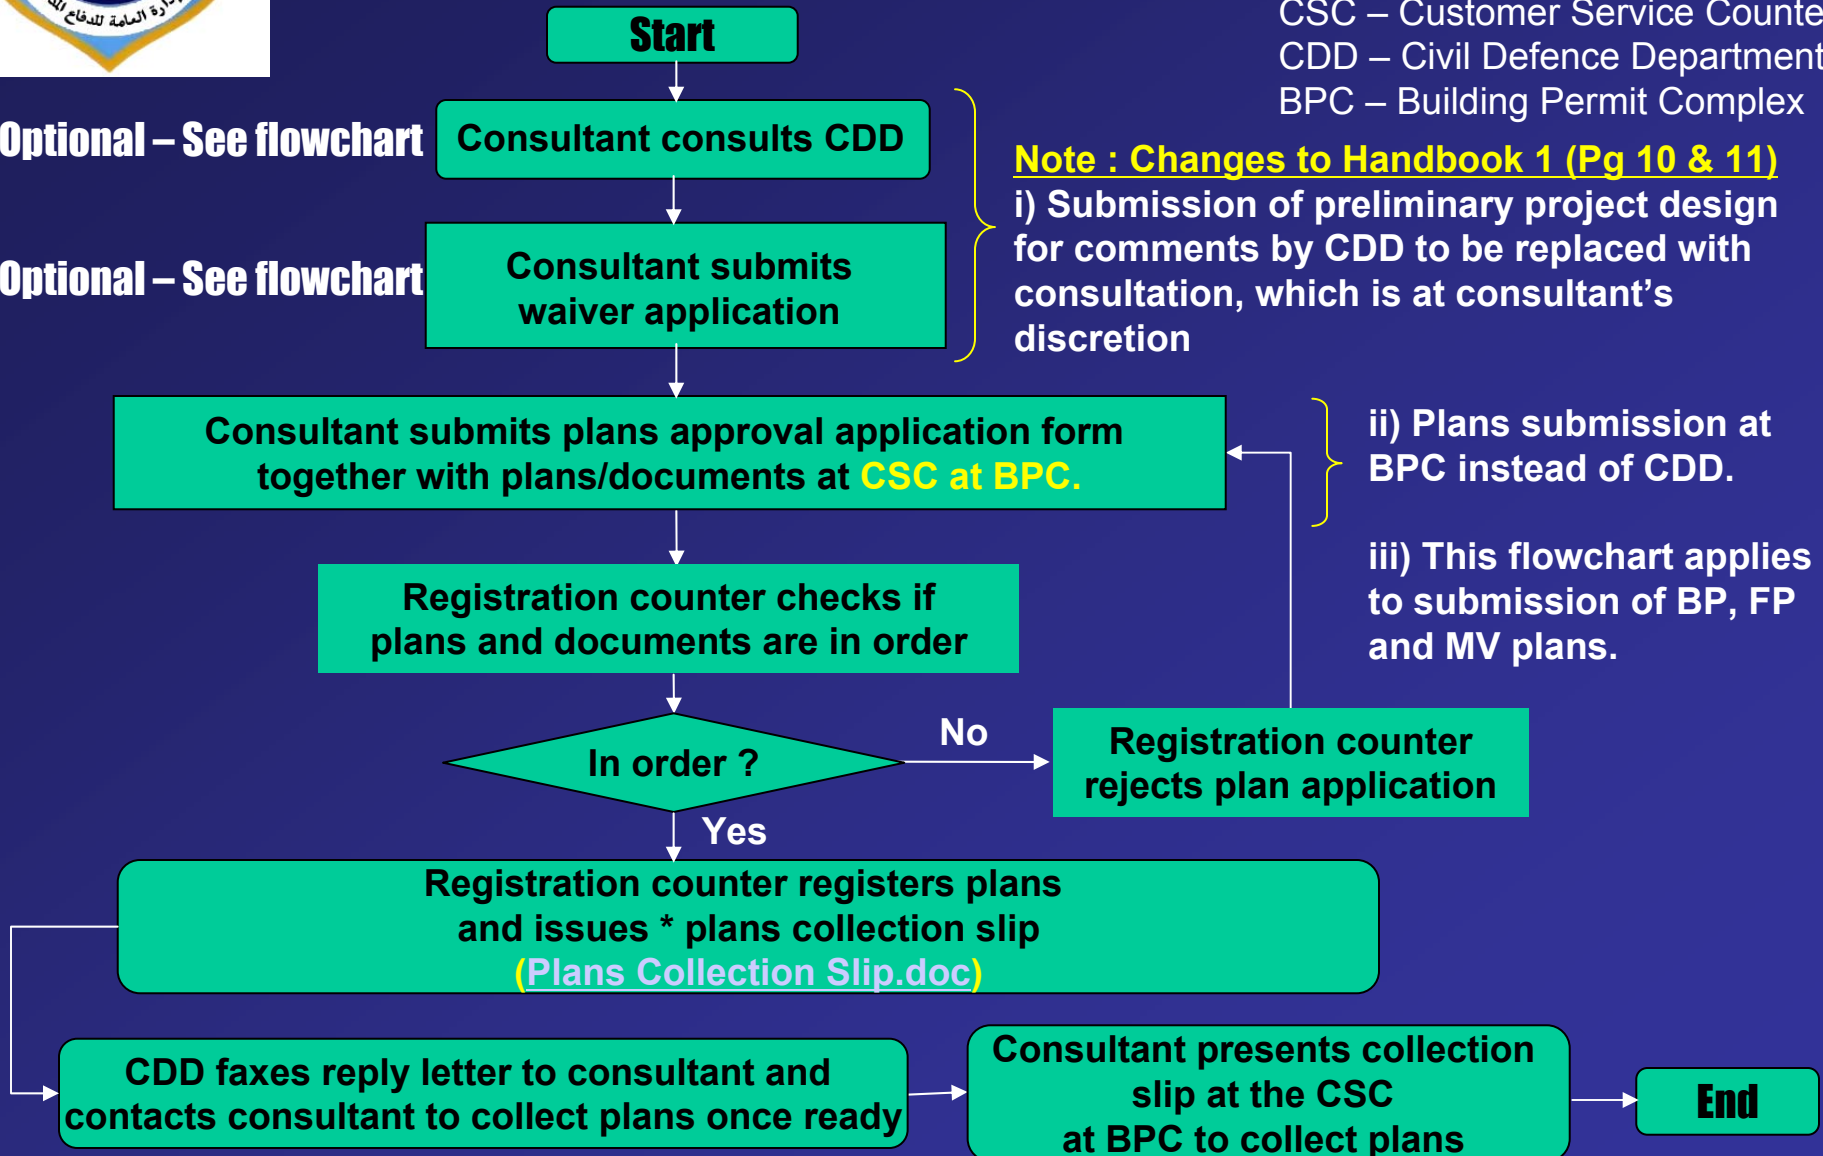 الإدارة العامة للدفاع
Start
CSC – Customer Service Counte
CDD – Civil Defence Department
BPC – Building Permit Complex
Optional – See flowchart
Consultant consults CDD
Note : Changes to Handbook 1 (Pg 10 & 11)
i) Submission of preliminary project design
for comments by CDD to be replaced with
consultation, which is at consultant’s
discretion
Optional – See flowchart
Consultant submits
waiver application
Consultant submits plans approval application form
together with plans/documents at CSC at BPC.
ii) Plans submission at
BPC instead of CDD.
iii) This flowchart applies
to submission of BP, FP
and MV plans.
Registration counter checks if
plans and documents are in order
In order ?
No
Registration counter
rejects plan application
Yes
Registration counter registers plans
and issues * plans collection slip
(Plans Collection Slip.doc)
CDD faxes reply letter to consultant and
contacts consultant to collect plans once ready
Consultant presents collection
slip at the CSC
at BPC to collect plans
End